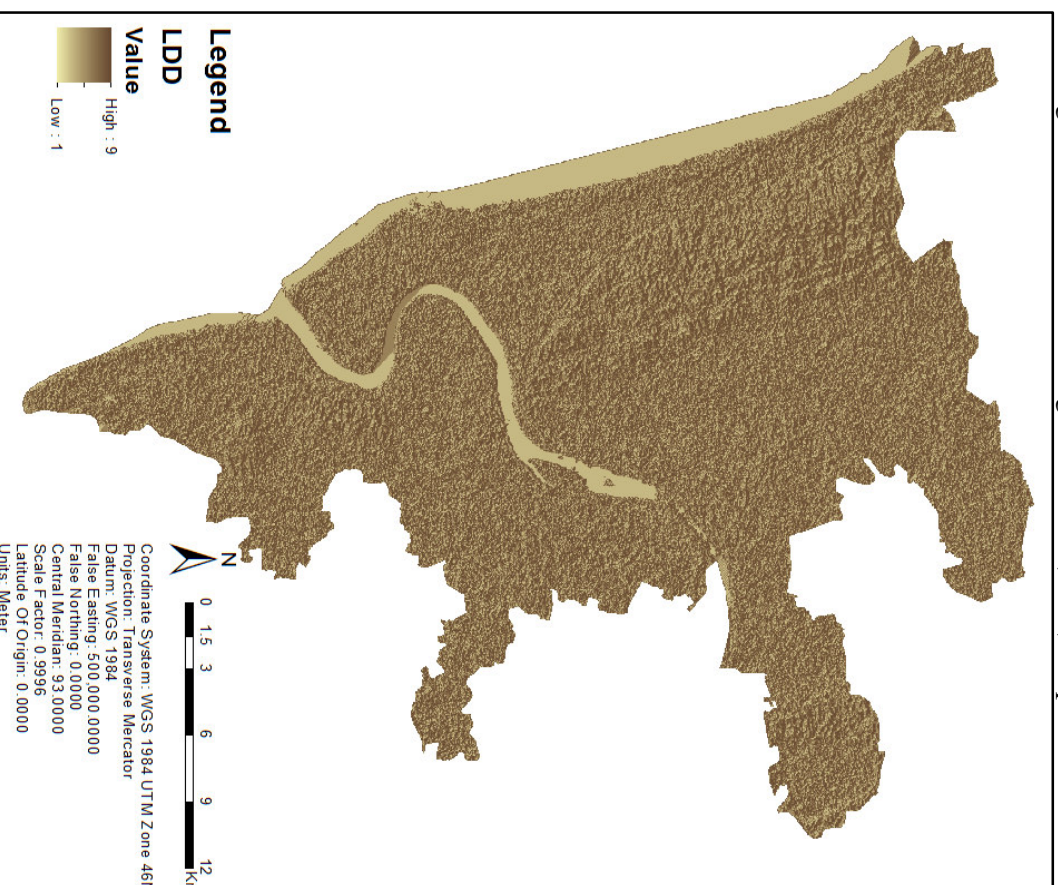 Legend
LDD
Value
High : 9
Low : 1
N
0 1.5 3 6 9 12
Coordinate System: WGS 1984 UTM Zone
Projection: Transverse Mercator
Datum: WGS 1984
False Easting: 500,000.0000
False Northing: 0.0000
Central Meridian: 93.0000
Scale Factor: 0.9996
Latitude Of Origin: 0.0000
Units: Meter